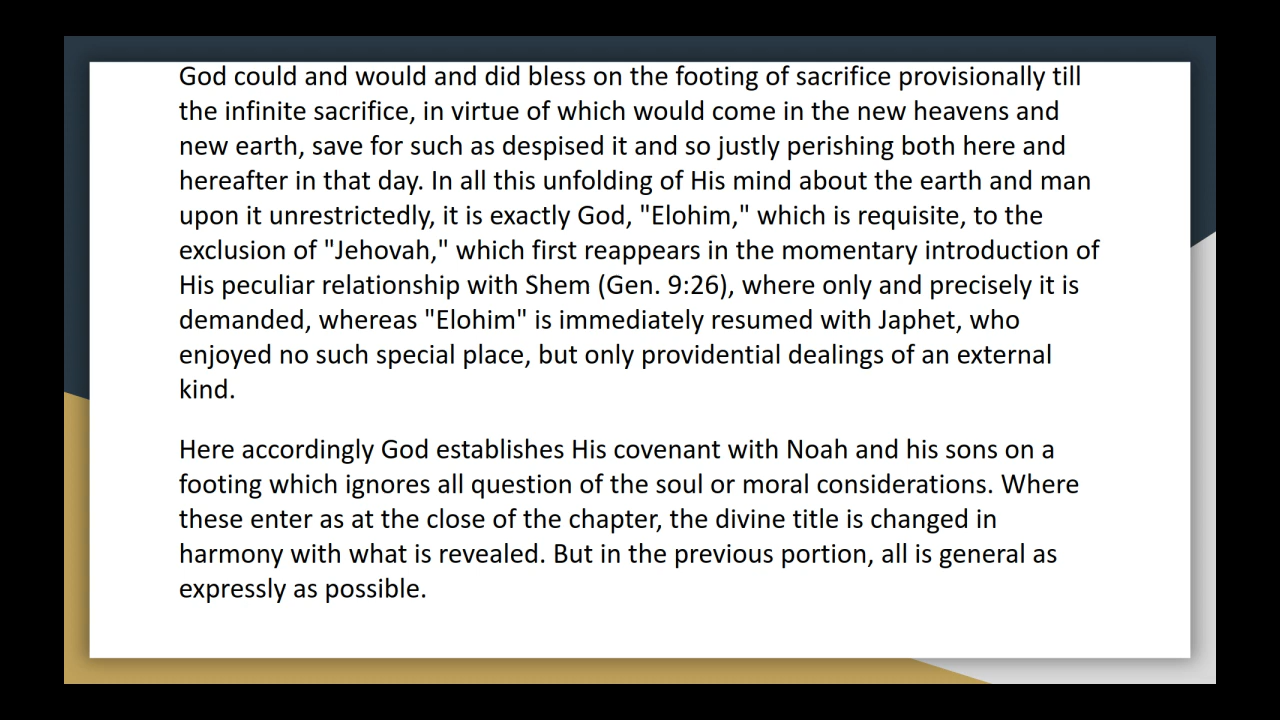 God could and would and did bless on the footing of sacrifice provisionally till
the infinite sacrifice, in virtue of which would come in the new heavens and
new earth, save for such as despised it and so justly perishing both here and
hereafter in that day. In all this unfolding of His mind about the earth and man
upon it unrestrictedly, it is exactly God, "Elohim," which is requisite, to the
exclusion of "Jehovah," which first reappears in the momentary introduction of
His peculiar relationship with Shem (Gen. 9:26), where only and precisely it is
demanded, whereas "Elohim" is immediately resumed with Japhet, who
enjoyed no such special place, but only providential dealings of an external
kind.
Here accordingly God establishes His covenant with Noah and his sons on a
footing which ignores all question of the soul or moral considerations. Where
these enter as at the close of the chapter, the divine title is changed in
harmony with what is revealed. But in the previous portion, all is general as
expressly as possible.